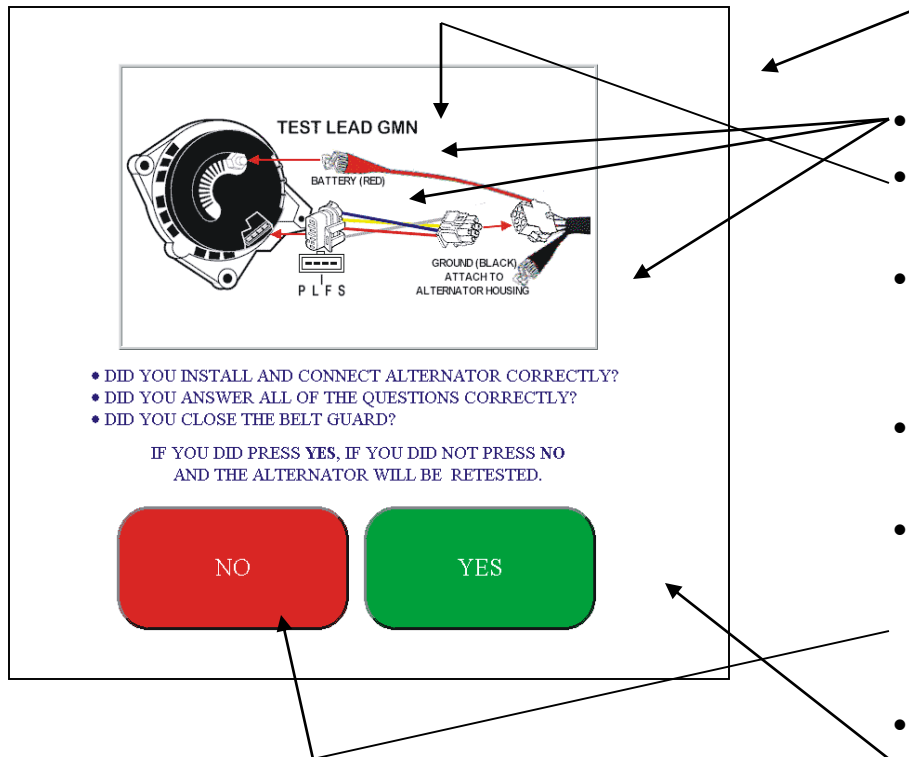 TEST LEAD GMN
BATTERY (RED)
GROUND (BLACK)
ATTACH TO
ALTERNATOR HOUSING
P L F S
• DID YOU INSTALL AND CONNECT ALTERNATOR CORRECTLY?
• DID YOU ANSWER ALL OF THE QUESTIONS CORRECTLY?
• DID YOU CLOSE THE BELT GUARD?
IF YOU DID PRESS YES, IF YOU DID NOT PRESS NO
AND THE ALTERNATOR WILL BE RETESTED.
NO
YES